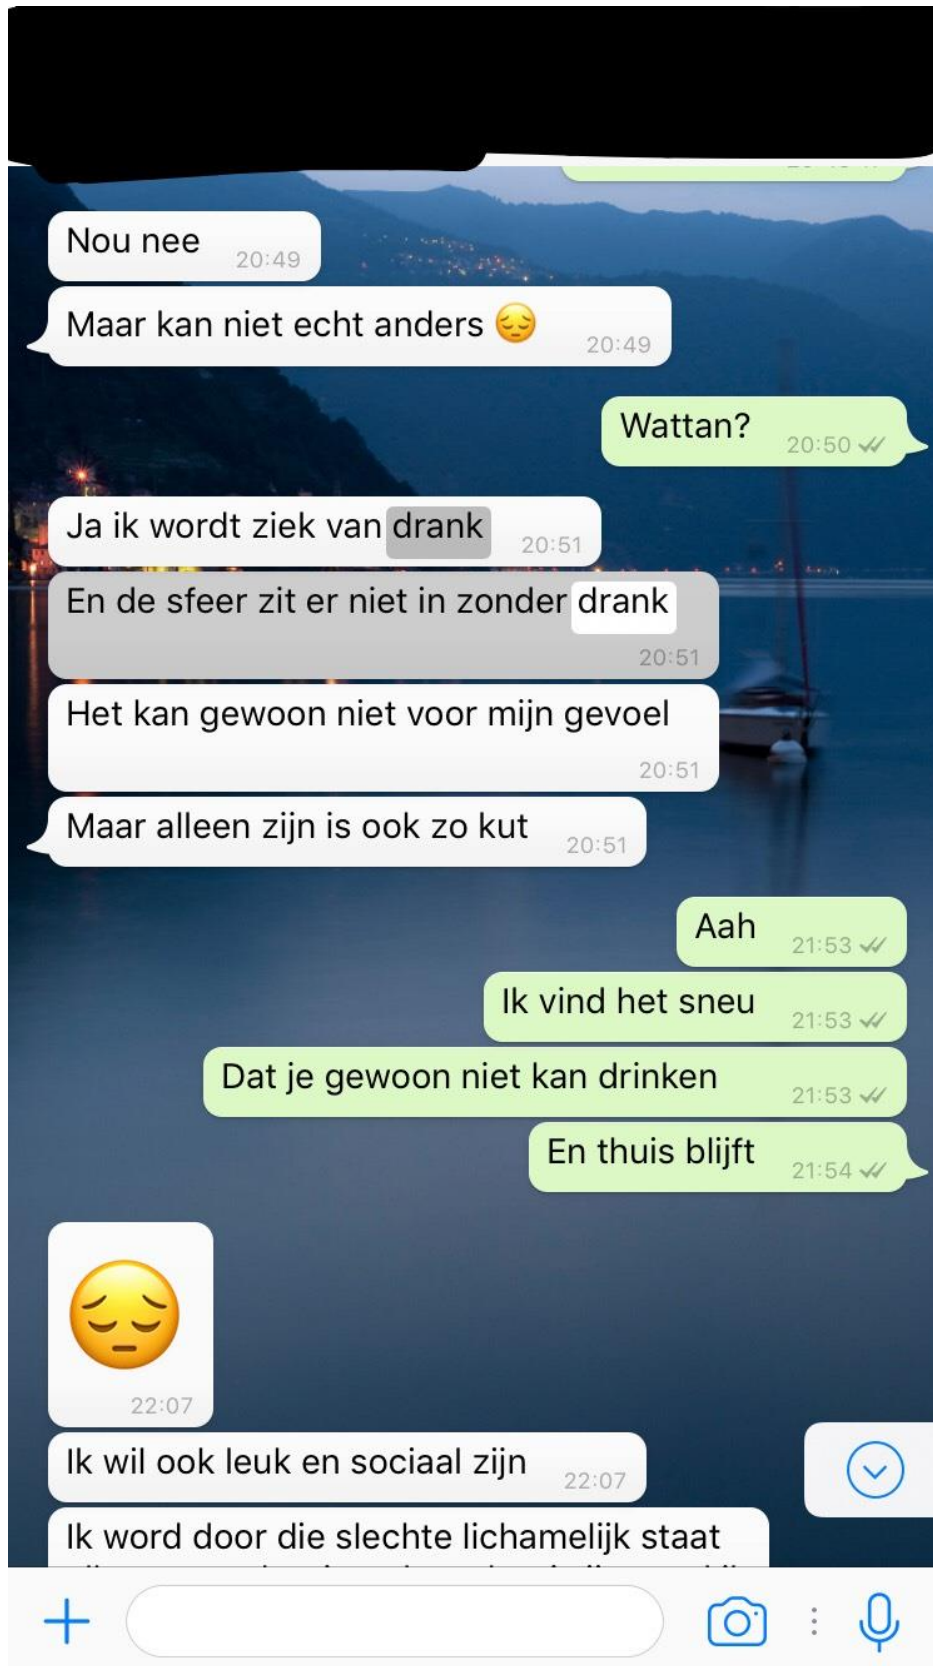 Nou nee 20:49
Maar kan niet echt anders 😔 20:49
Wattan? 20:50
Ja ik wordt ziek van drank 20:51
En de sfeer zit er niet in zonder drank
20:51
Het kan gewoon niet voor mijn gevoel
20:51
Maar alleen zijn is ook zo kut 20:51
Aah 21:53
Ik vind het sneu 21:53
Dat je gewoon niet kan drinken 21:53
En thuis blijft 21:54
😔
22:07
Ik wil ook leuk en sociaal zijn 22:07
Ik word door die slechte lichamelijk staat